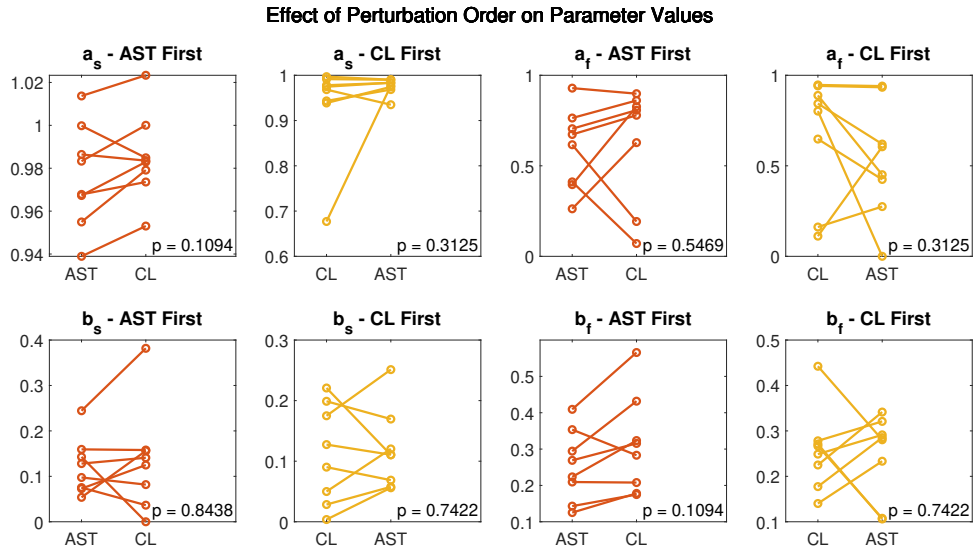 Effect of Perturbation Order on Parameter Values
a_s - AST First
a_s - CL First
a_f - AST First
a_f - CL First
1.02
1
0.98
0.96
0.94
p = 0.1094
AST CL
1
0.9
0.8
0.7
0.6
p = 0.3125
CL AST
1
0.5
0
p = 0.5469
AST CL
1
0.5
0
p = 0.3125
CL AST
b_s - AST First
b_s - CL First
b_f - AST First
b_f - CL First
0.4
0.3
0.2
0.1
0
p = 0.8438
AST CL
0.3
0.2
0.1
0
p = 0.7422
CL AST
0.5
0.4
0.3
0.2
0.1
p = 0.1094
AST CL
0.5
0.4
0.3
0.2
0.1
p = 0.7422
CL AST